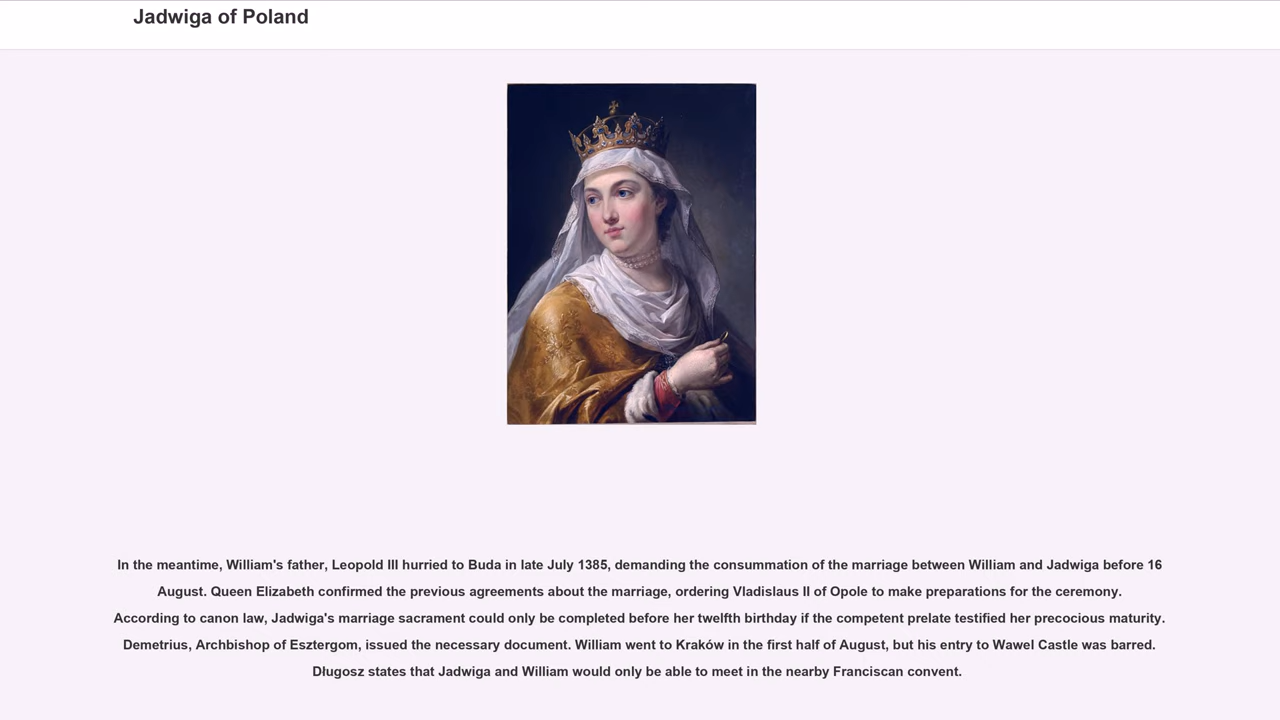 Jadwiga of Poland
In the meantime, William's father, Leopold III hurried to Buda in late July 1385, demanding the consummation of the marriage between William and Jadwiga before 16
August. Queen Elizabeth confirmed the previous agreements about the marriage, ordering Vladislaus II of Opole to make preparations for the ceremony.
According to canon law, Jadwiga's marriage sacrament could only be completed before her twelfth birthday if the competent prelate testified her precocious maturity.
Demetrius, Archbishop of Esztergom, issued the necessary document. William went to Kraków in the first half of August, but his entry to Wawel Castle was barred.
Długosz states that Jadwiga and William would only be able to meet in the nearby Franciscan convent.